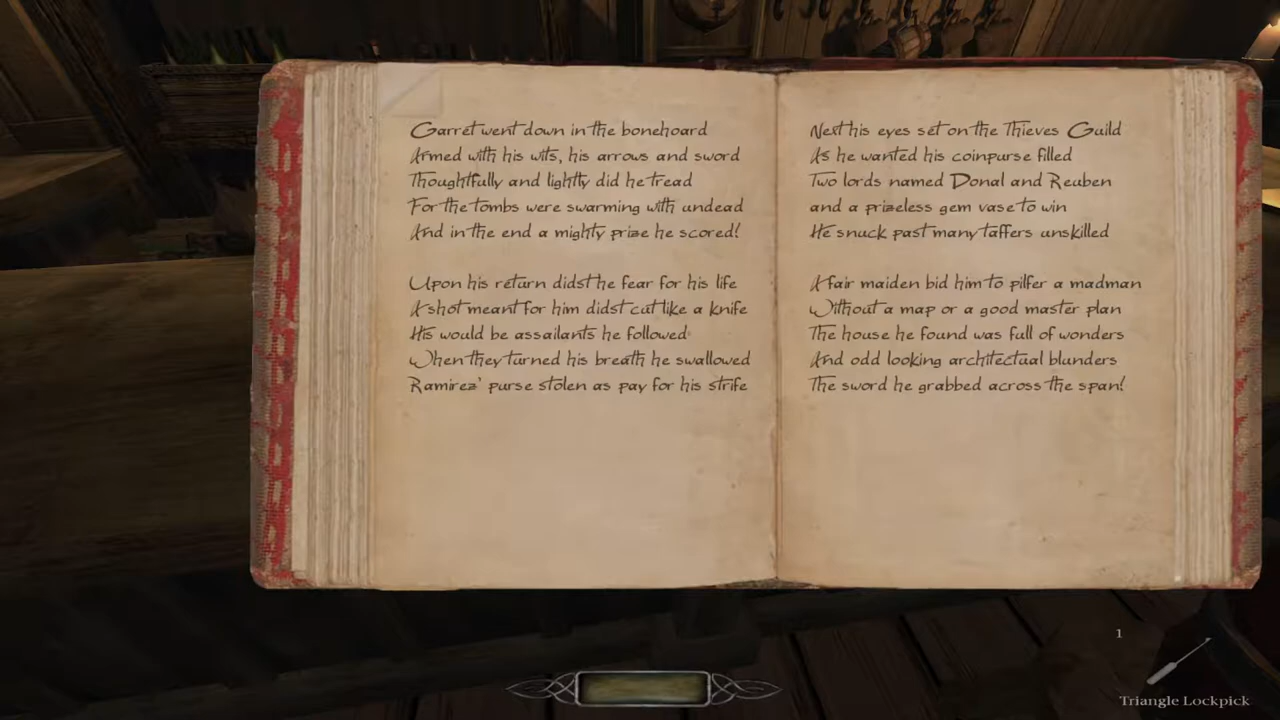 Garret went down in the bonehoard
Armed with his wits, his arrows and sword
Thoughtfully and lightly did he tread
For the tombs were swarming with undead
And in the end a mighty prize he scored!
Upon his return didst he fear for his life
A shot meant for him didst cut like a knife
His would be assailants he followed
When they turned his breath he swallowed
Ramirez' purse stolen as pay for his strife
Next his eyes set on the Thieves Guild
As he wanted his coinpurse filled
Two lords named Donal and Reuben
and a prizeless gem vase to win
He snuck past many taffers unskilled
A fair maiden bid him to pilfer a madman
Without a map or a good master plan
The house he found was full of wonders
And odd looking architectual blunders
The sword he grabbed across the span!
1
Triangle Lockpick